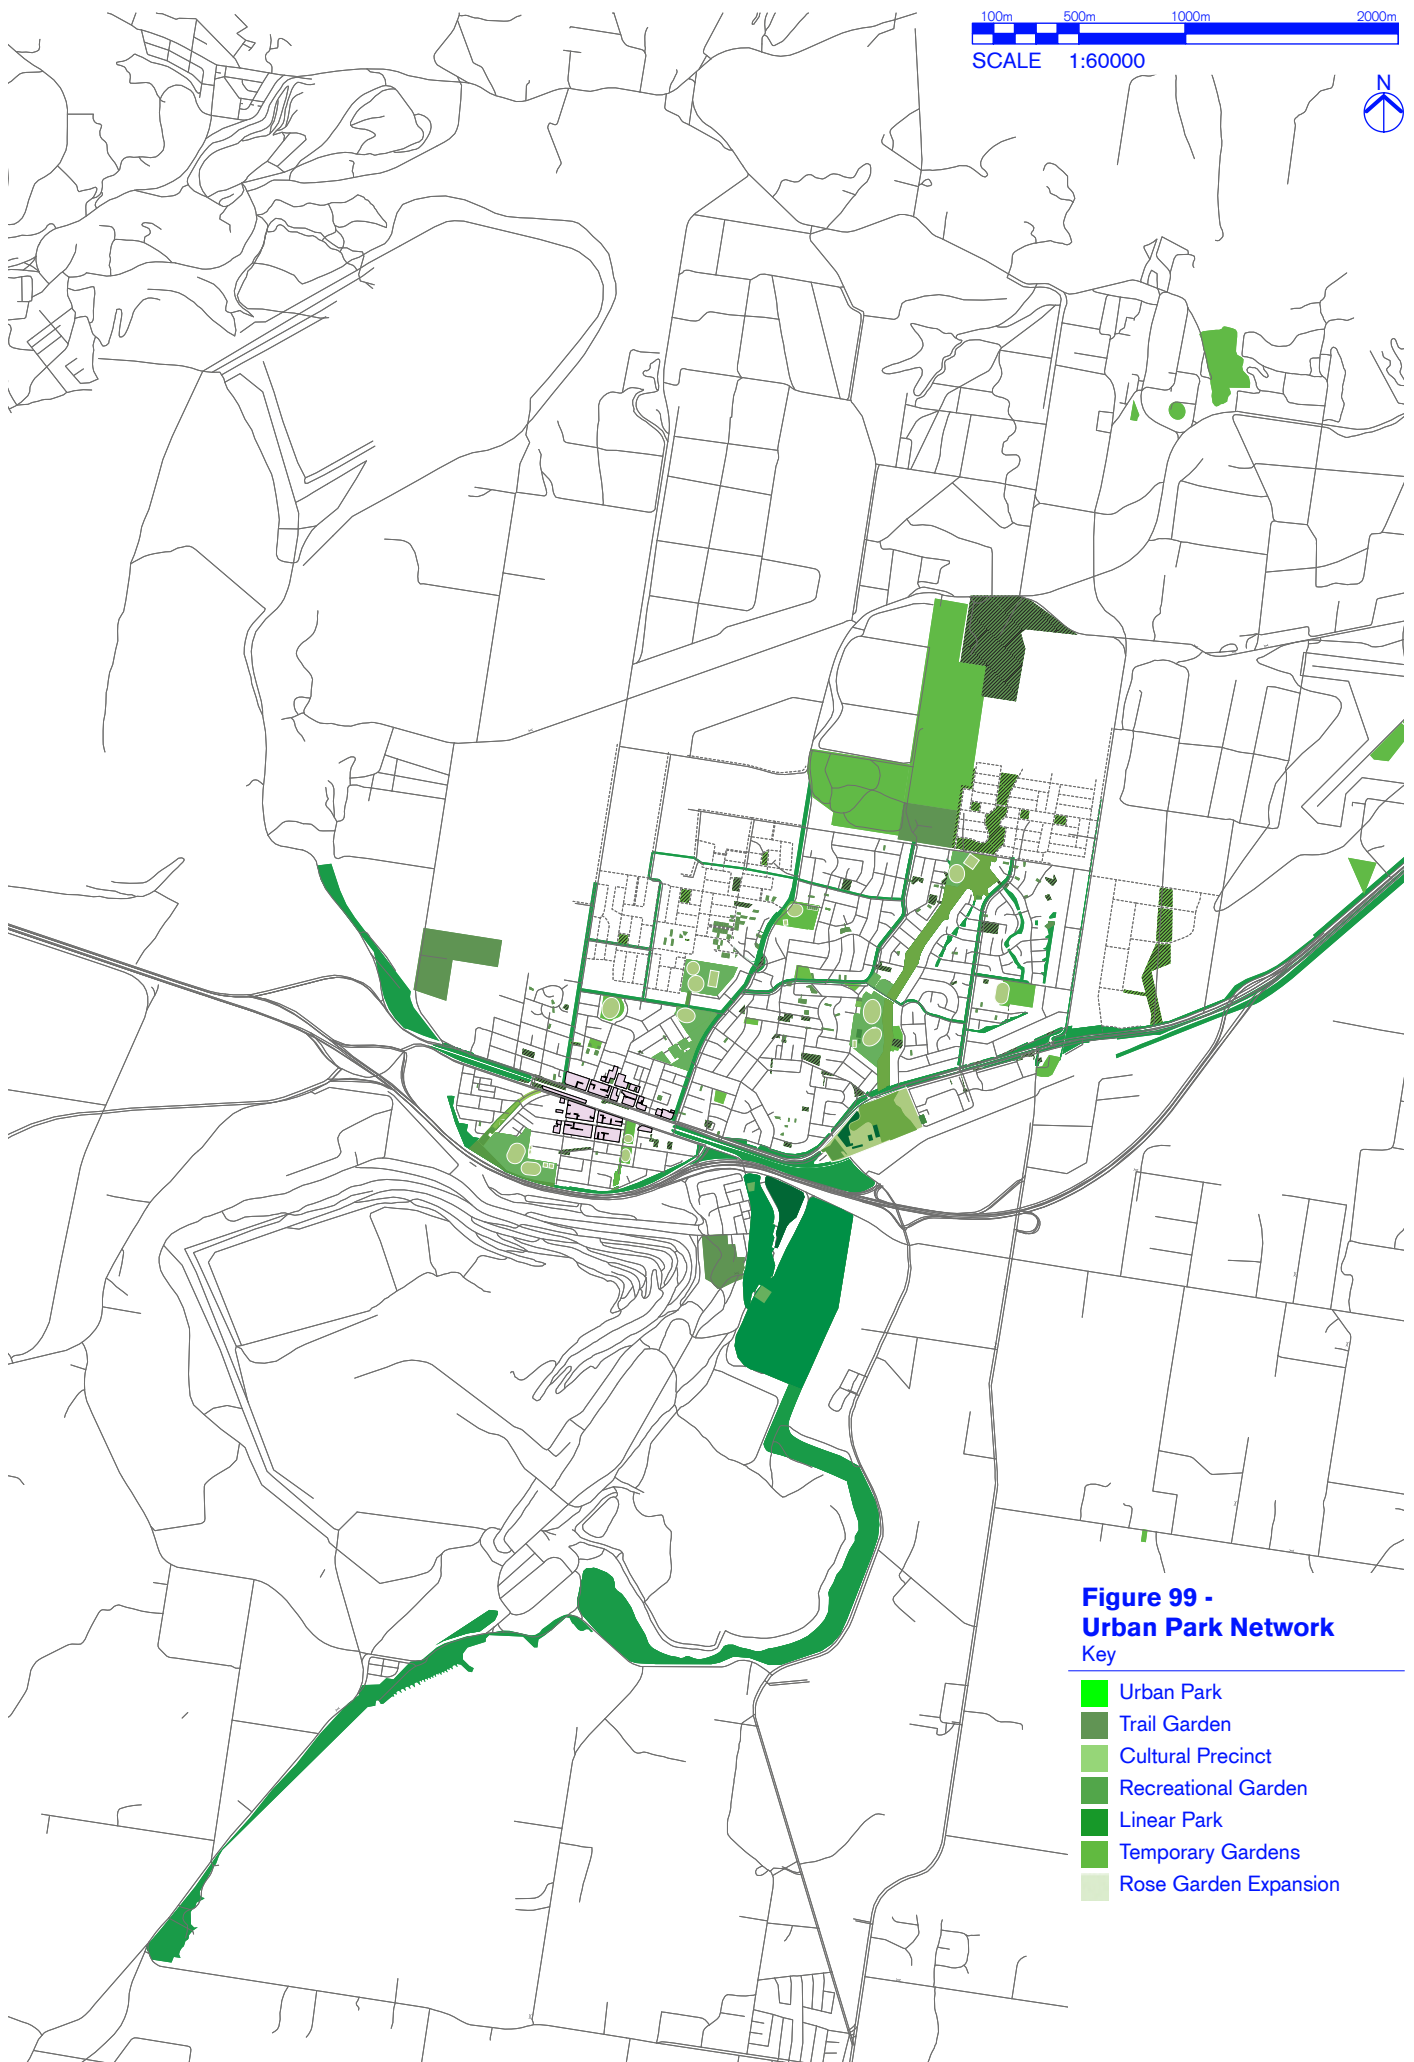 100m 500m 1000m 2000m
SCALE 1:60000
N
Figure 99 -
Urban Park Network
Key
Urban Park
Trail Garden
Cultural Precinct
Recreational Garden
Linear Park
Temporary Gardens
Rose Garden Expansion